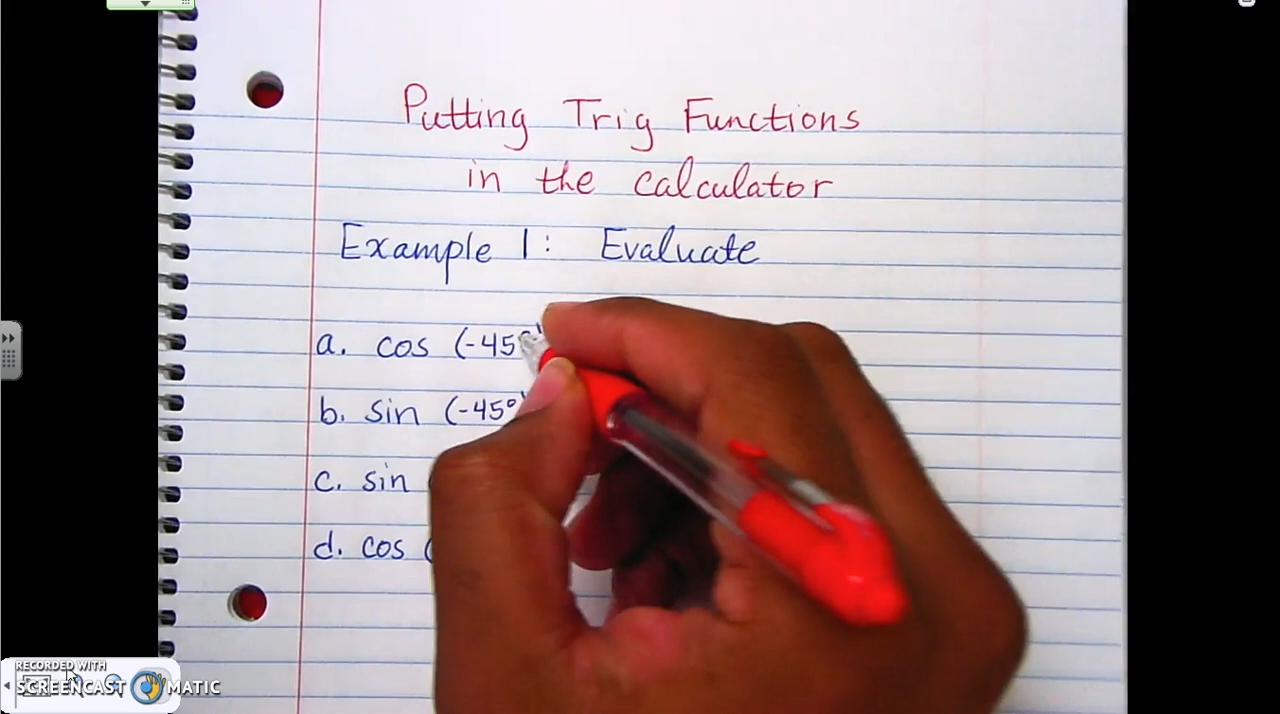 Putting Trig Functions
in the calculator
Example 1: Evaluate
a. cos (-45°)
b. sin (-45°)
c. sin (
d. cos (
RECORDED WITH
SCREENCAST MATIC